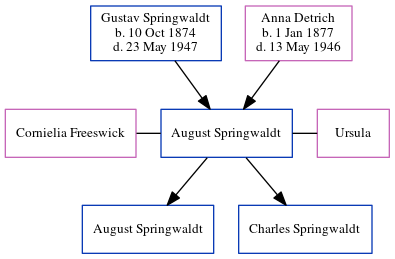 Gustav Springwaldt
b. 10 Oct 1874
d. 23 May 1947
Anna Detrich
b. 1 Jan 1877
d. 13 May 1946
Cornielia Freeswick
August Springwaldt
Ursula
August Springwaldt
Charles Springwaldt